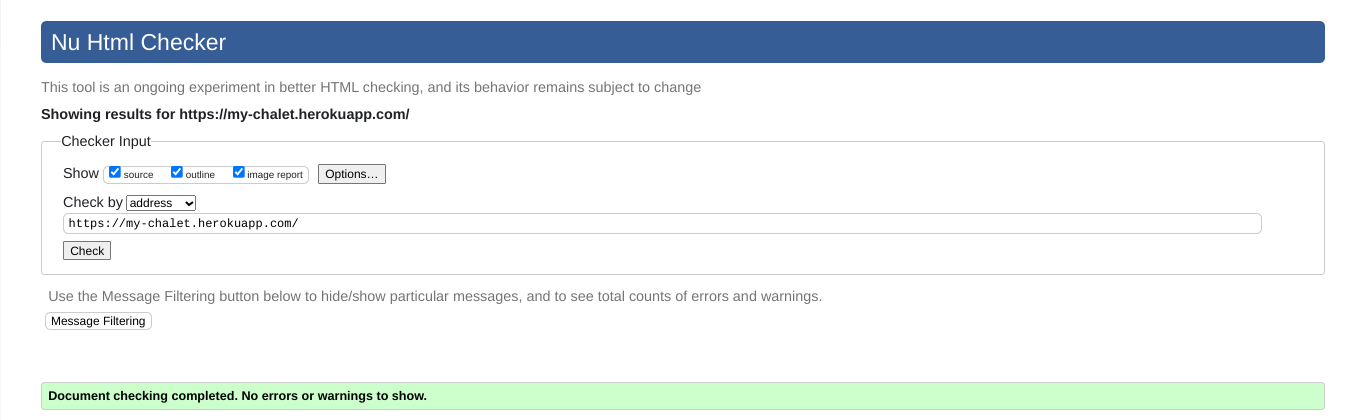 Nu Html Checker
This tool is an ongoing experiment in better HTML checking, and its behavior remains subject to change
Showing results for https://my-chalet.herokuapp.com/
Checker Input
Show source outline image report Options…
Check by address
https://my-chalet.herokuapp.com/
Check
Use the Message Filtering button below to hide/show particular messages, and to see total counts of errors and warnings.
Message Filtering
Document checking completed. No errors or warnings to show.